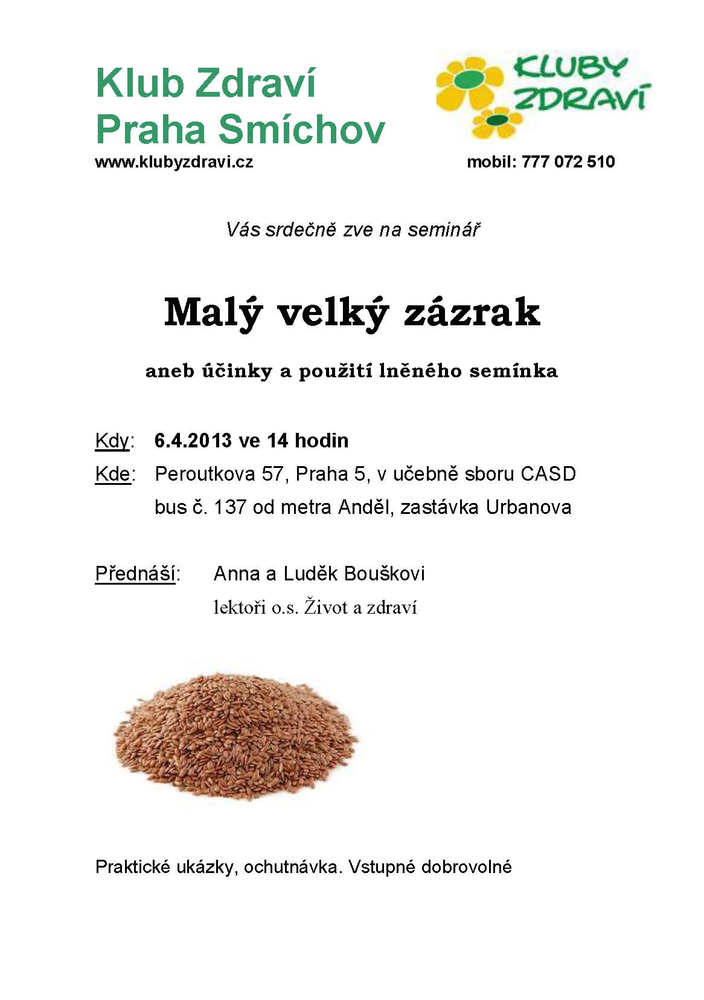 Klub Zdraví
Praha Smíchov
KLUBY
ZDRAVÍ
www.klubyzdravi.cz mobil: 777 072 510
Vás srdečně zve na seminář
Malý velký zázrak
aneb účinky a použití lněného semínka
Kdy: 6.4.2013 ve 14 hodin
Kde: Peroutkova 57, Praha 5, v učebně sboru CASD
bus č. 137 od metra Anděl, zastávka Urbanova
Přednáší: Anna a Luděk Bouškovi
lektoři o.s. Život a zdraví
Praktické ukázky, ochutnávka. Vstupné dobrovolné